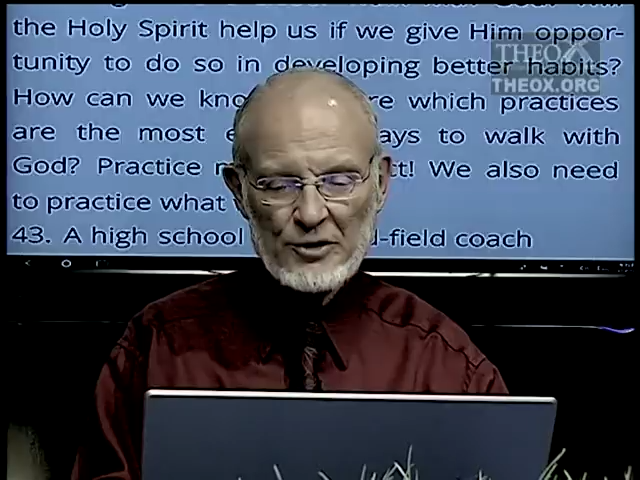 the Holy Spirit help us if we give Him oppor-
tunity to do so in developing better habits?
How can we re which practices
are the most e ays to walk with
God? Practice ct! We also need
to practice what
43. A high school -field coach
THEOX
THEOX.ORG